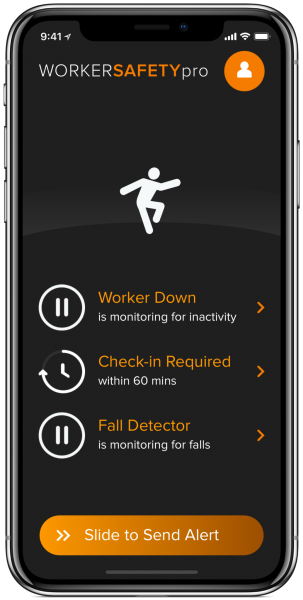 9:41
WORKERSAFETYpro
Worker Down
is monitoring for inactivity
Check-in Required
within 60 mins
Fall Detector
is monitoring for falls
Slide to Send Alert